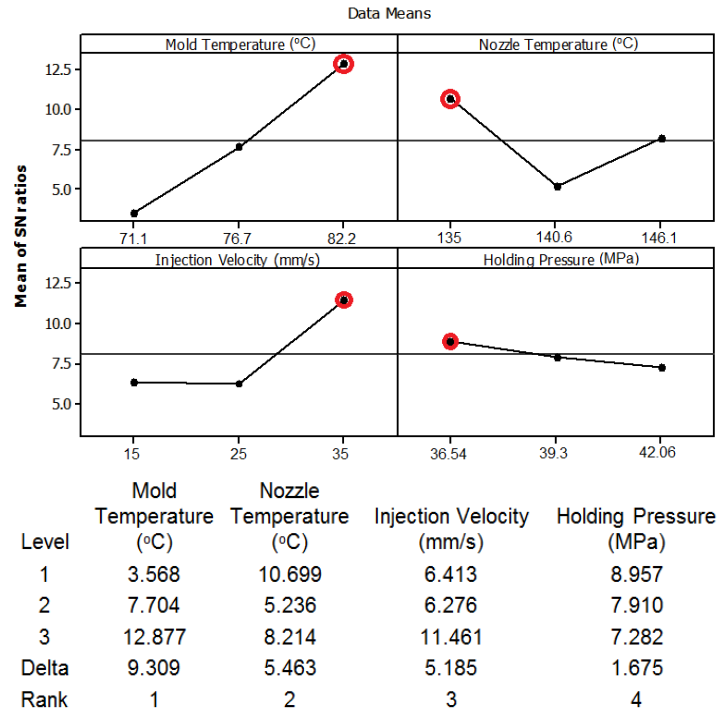 Data Means
Mold Temperature (ºC) Nozzle Temperature (ºC)
Mean of SN ratios
12.5
10.0
7.5
5.0
71.1 76.7 82.2 135 140.6 146.1
Injection Velocity (mm/s) Holding Pressure (MPa)
12.5
10.0
7.5
5.0
15 25 35 36.54 39.3 42.06
Mold Nozzle
Temperature Temperature Injection Velocity Holding Pressure
Level (ºC) (ºC) (mm/s) (MPa)
1 3.568 10.699 6.413 8.957
2 7.704 5.236 6.276 7.910
3 12.877 8.214 11.461 7.282
Delta 9.309 5.463 5.185 1.675
Rank 1 2 3 4